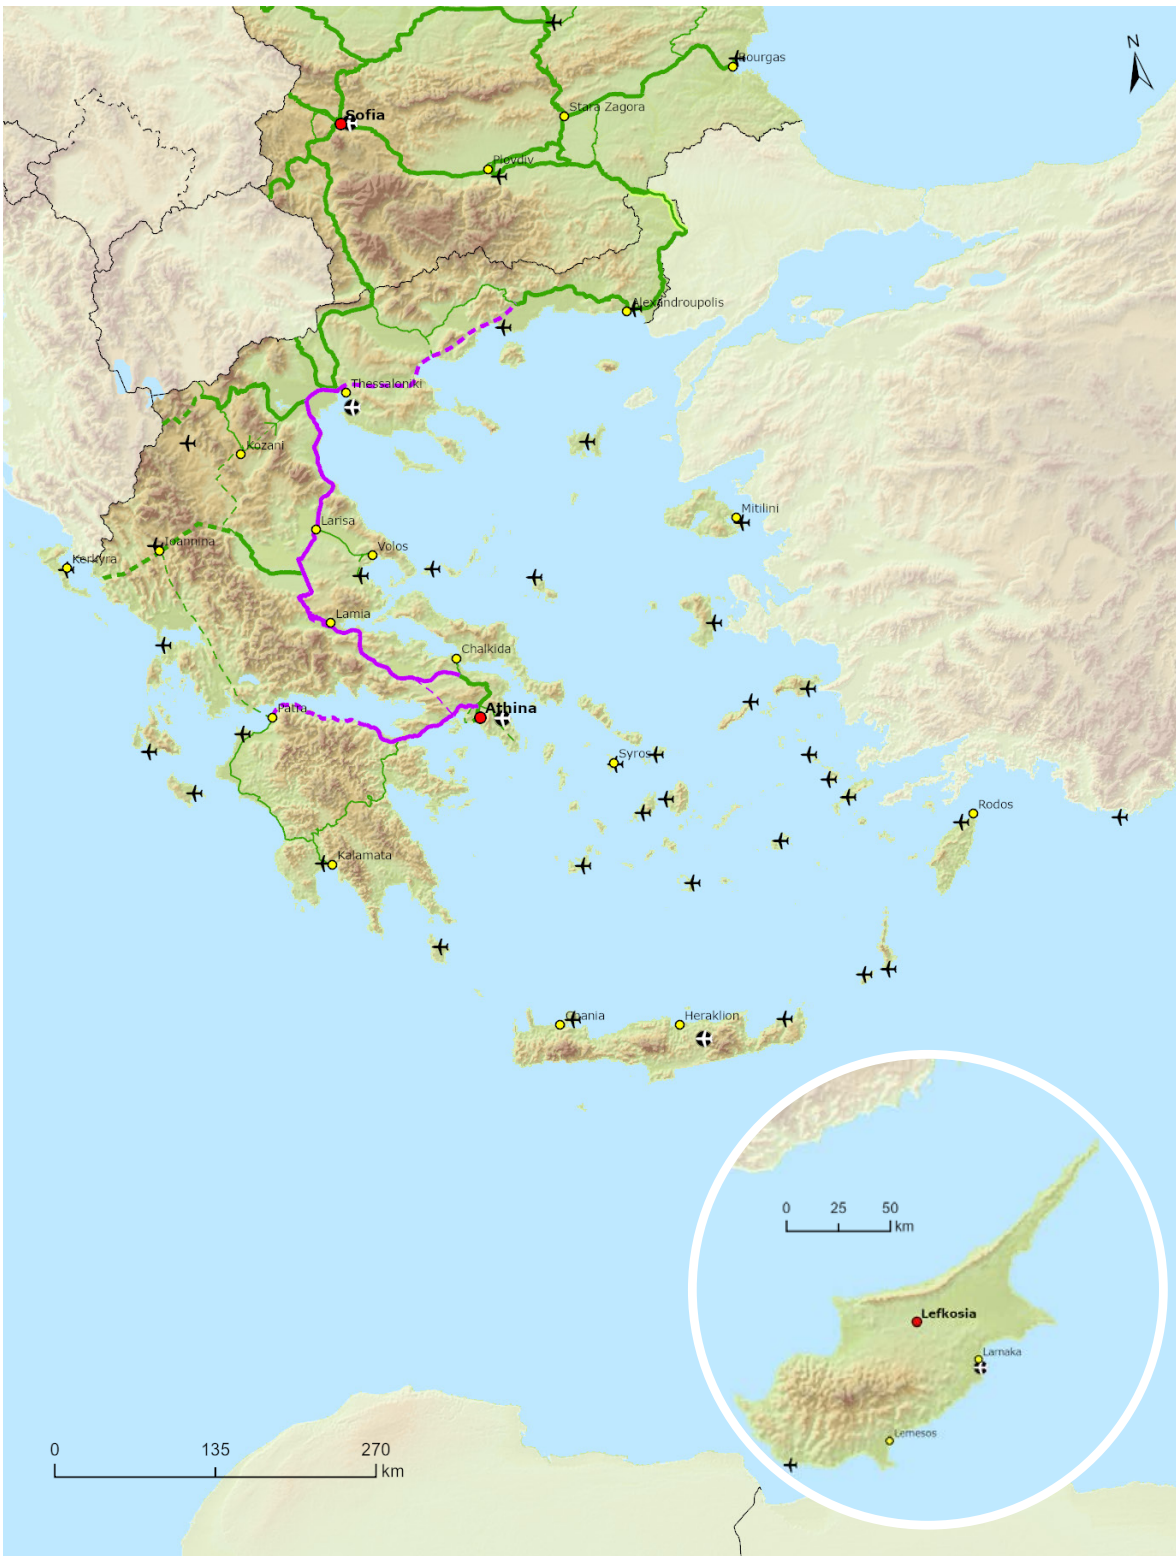 N
Bourgas
Stara Zagora
Sofia
Plovdiv
Alexandroupolis
Thessaloniki
Kozani
Mitilini
Larisa
Ioannina
Volos
Kerkyra
Lamia
Chalkida
Patra
Athina
Syros
Rodos
Kalamata
Chania
Heraklion
0 25 50
km
Lefkosia
Larnaka
Lemesos
0 135 270
km